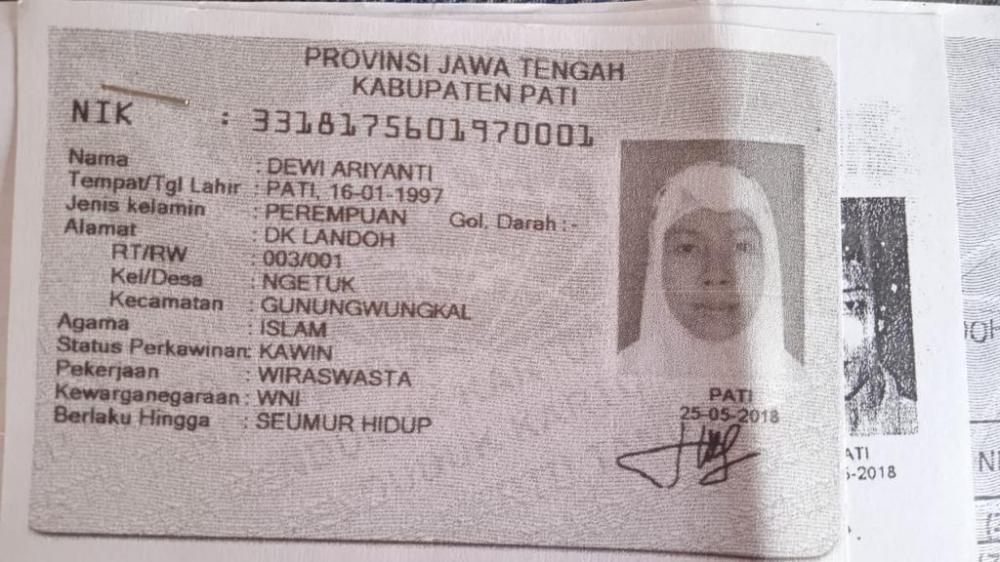 PROVINSI JAWA TENGAH
KABUPATEN PATI
NIK : 3318175601970001
Nama : DEWI ARIYANTI
Tempat/Tgl Lahir : PATI, 16-01-1997
Jenis kelamin : PEREMPUAN Gol. Darah : -
Alamat : DK LANDOH
RT/RW : 003/001
Kel/Desa : NGETUK
Kecamatan : GUNUNGWUNGKAL
Agama : ISLAM
Status Perkawinan: KAWIN
Pekerjaan : WIRASWASTA
Kewarganegaraan : WNI
Berlaku Hingga : SEUMUR HIDUP
PATI
25-05-2018
ATI
5-2018